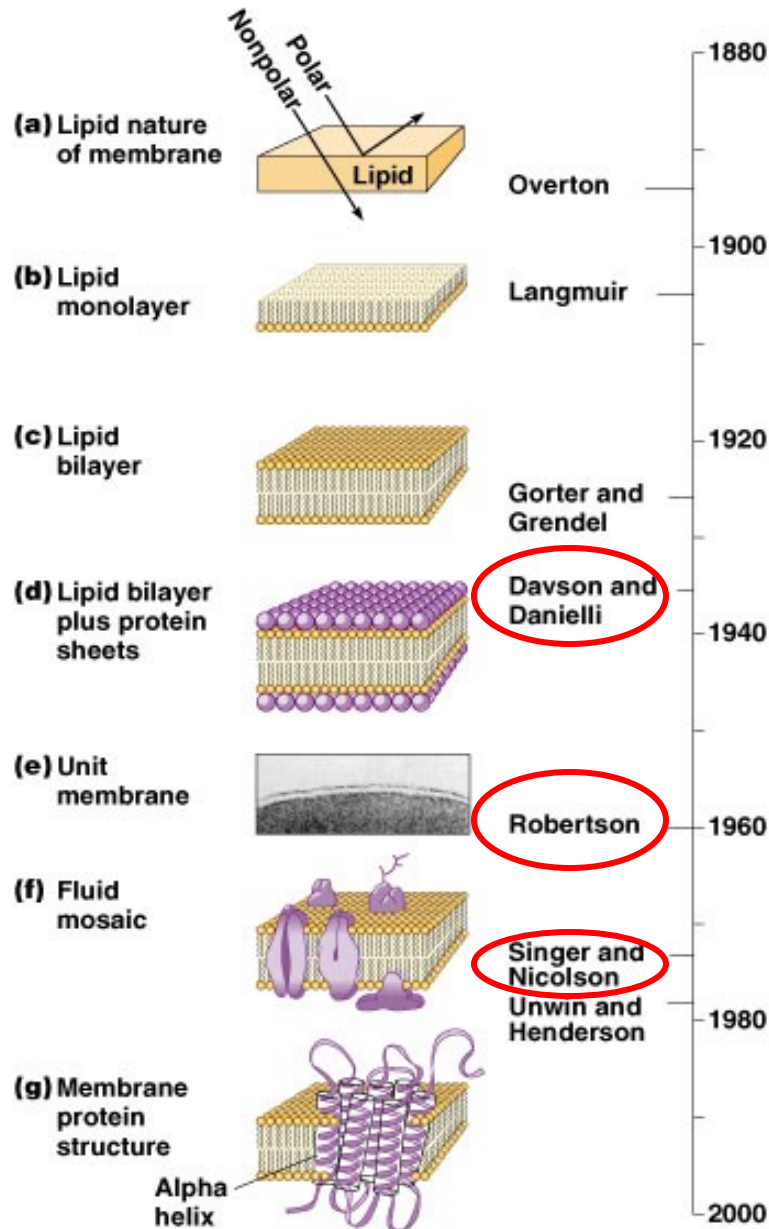 1880
Nonpolar
Polar
(a) Lipid nature
of membrane
Lipid
Overton
1900
(b) Lipid
monolayer
Langmuir
1920
(c) Lipid
bilayer
Gorter and
Grendel
(d) Lipid bilayer
plus protein
sheets
Davson and
Danielli
1940
(e) Unit
membrane
Robertson
1960
(f) Fluid
mosaic
Singer and
Nicolson
Unwin and
Henderson
1980
(g) Membrane
protein
structure
Alpha
helix
2000